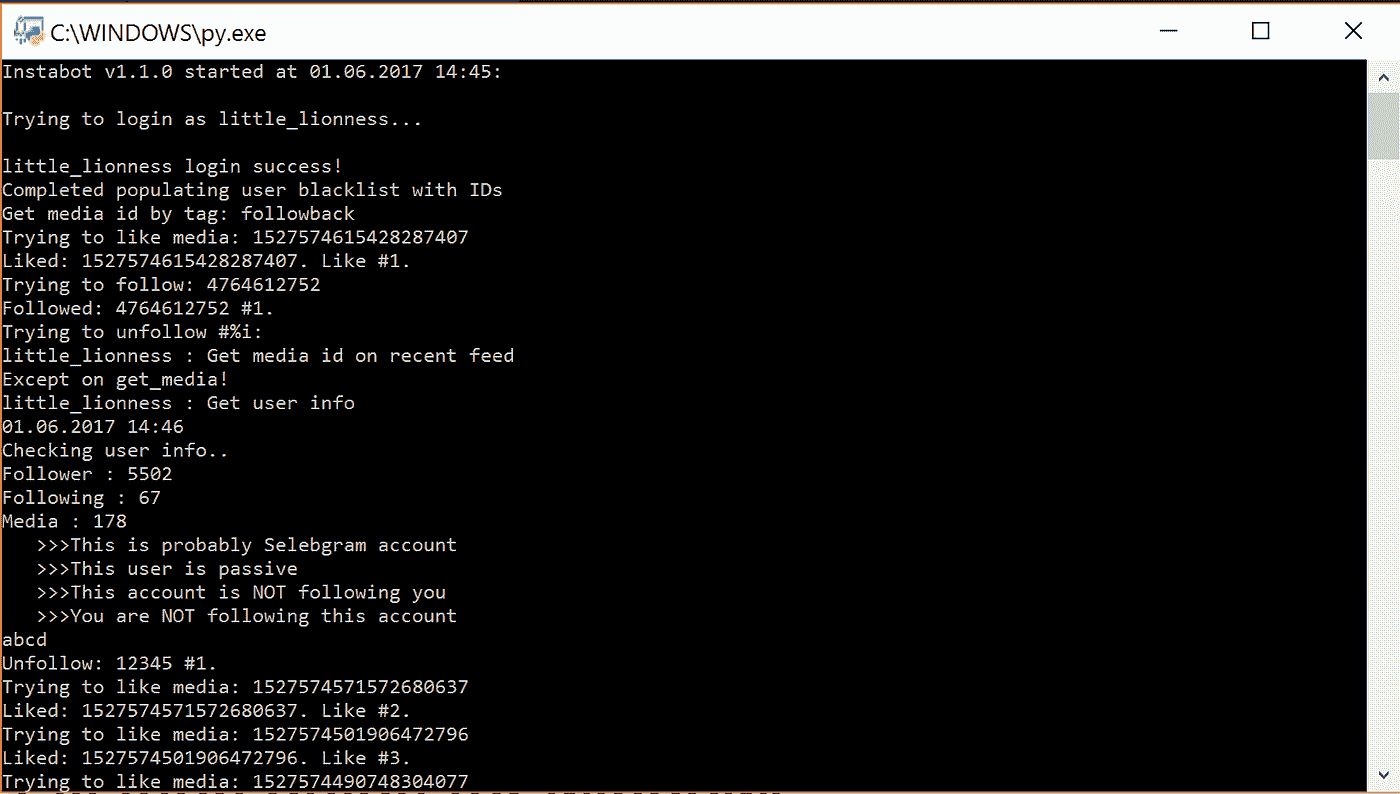 C:\WINDOWS\py.exe
Instabot v1.1.0 started at 01.06.2017 14:45:
Trying to login as little_lionness...
little_lionness login success!
Completed populating user blacklist with IDs
Get media id by tag: followback
Trying to like media: 1527574615428287407
Liked: 1527574615428287407. Like #1.
Trying to follow: 4764612752
Followed: 4764612752 #1.
Trying to unfollow #%i:
little_lionness : Get media id on recent feed
Except on get_media!
little_lionness : Get user info
01.06.2017 14:46
Checking user info..
Follower : 5502
Following : 67
Media : 178
   >>>This is probably Selebgram account
   >>>This user is passive
   >>>This account is NOT following you
   >>>You are NOT following this account
abcd
Unfollow: 12345 #1.
Trying to like media: 1527574571572680637
Liked: 1527574571572680637. Like #2.
Trying to like media: 1527574501906472796
Liked: 1527574501906472796. Like #3.
Trying to like media: 1527574490748304077